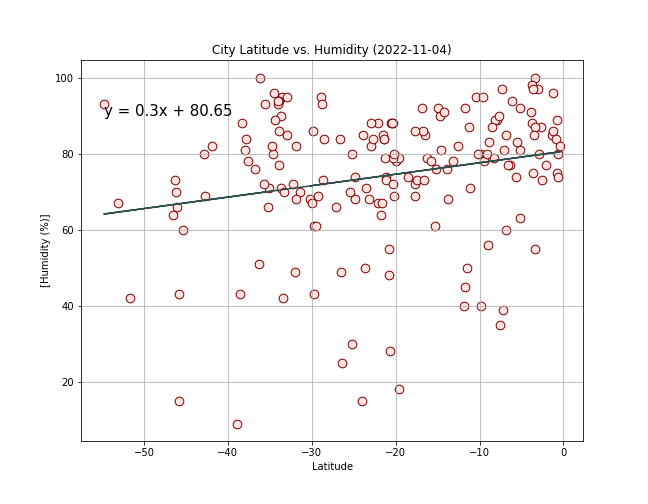 City Latitude vs. Humidity (2022-11-04)
y = 0.3x + 80.65
[Humidity (%)]
100
80
60
40
20
−50
−40
−30
−20
−10
0
Latitude